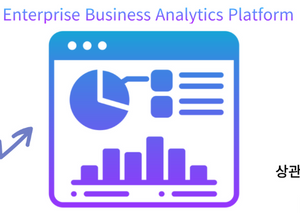 Enterprise Business Analytics Platform
상관